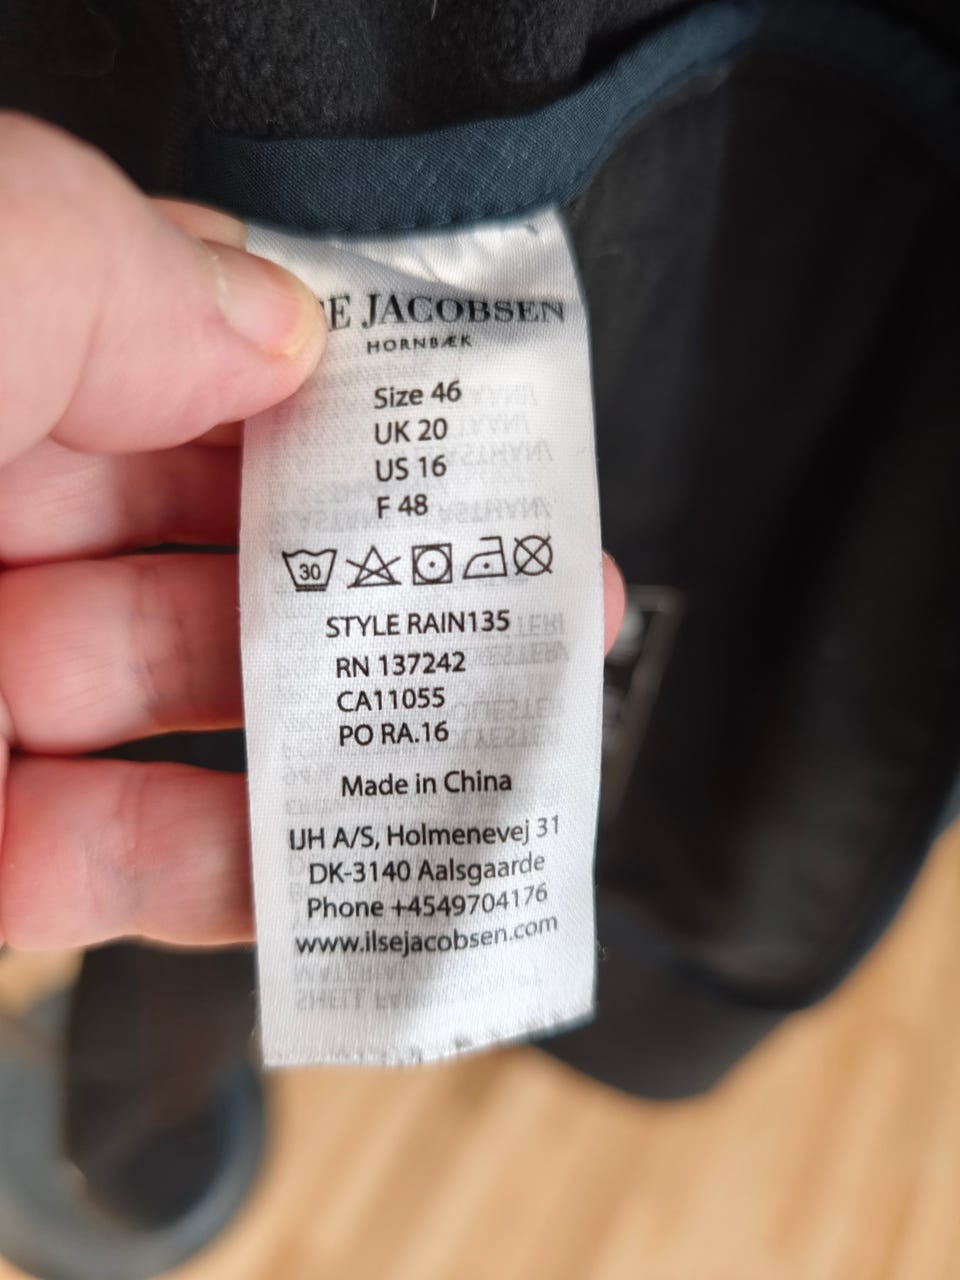 E JACOBSEN
HORNBÆK
Size 46
UK 20
US 16
F 48
30
STYLE RAIN135
RN 137242
CA11055
PO RA.16
Made in China
IJH A/S, Holmenevej 31
DK-3140 Aalsgaarde
Phone +4549704176
www.ilsejacobsen.com